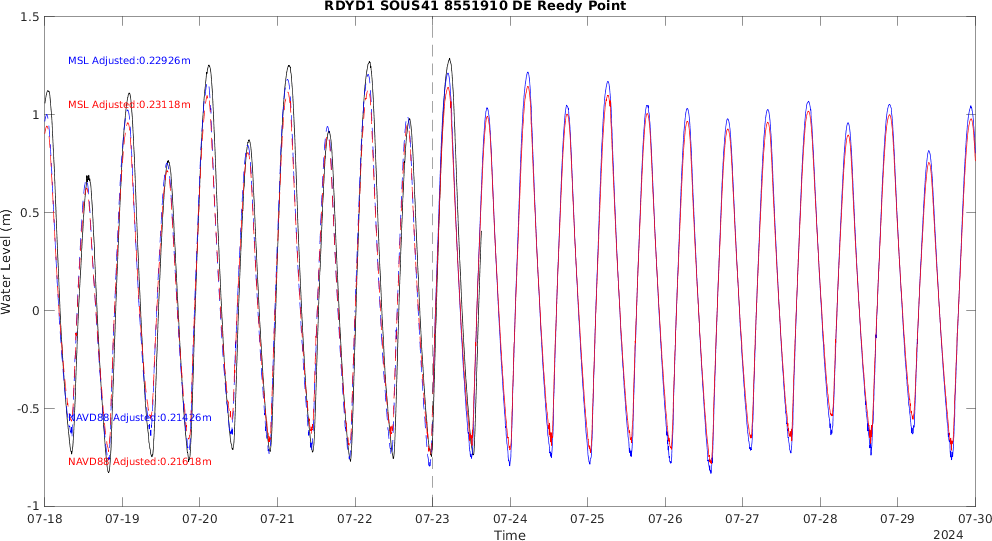 RDYD1 SOUS41 8551910 DE Reedy Point
1.5
MSL Adjusted:0.22926m
MSL Adjusted:0.23118m
1
0.5
Water Level (m)
0
-0.5
NAVD88 Adjusted:0.21426m
NAVD88 Adjusted:0.21618m
-1
07-18 07-19 07-20 07-21 07-22 07-23 07-24 07-25 07-26 07-27 07-28 07-29 07-30
Time
2024